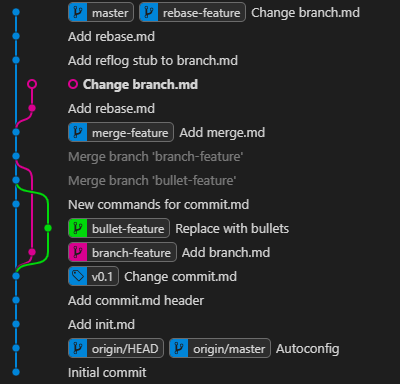 master rebase-feature Change branch.md
Add rebase.md
Add reflog stub to branch.md
Change branch.md
Add rebase.md
merge-feature Add merge.md
Merge branch 'branch-feature'
Merge branch 'bullet-feature'
New commands for commit.md
bullet-feature Replace with bullets
branch-feature Add branch.md
v0.1 Change commit.md
Add commit.md header
Add init.md
origin/HEAD origin/master Autoconfig
Initial commit